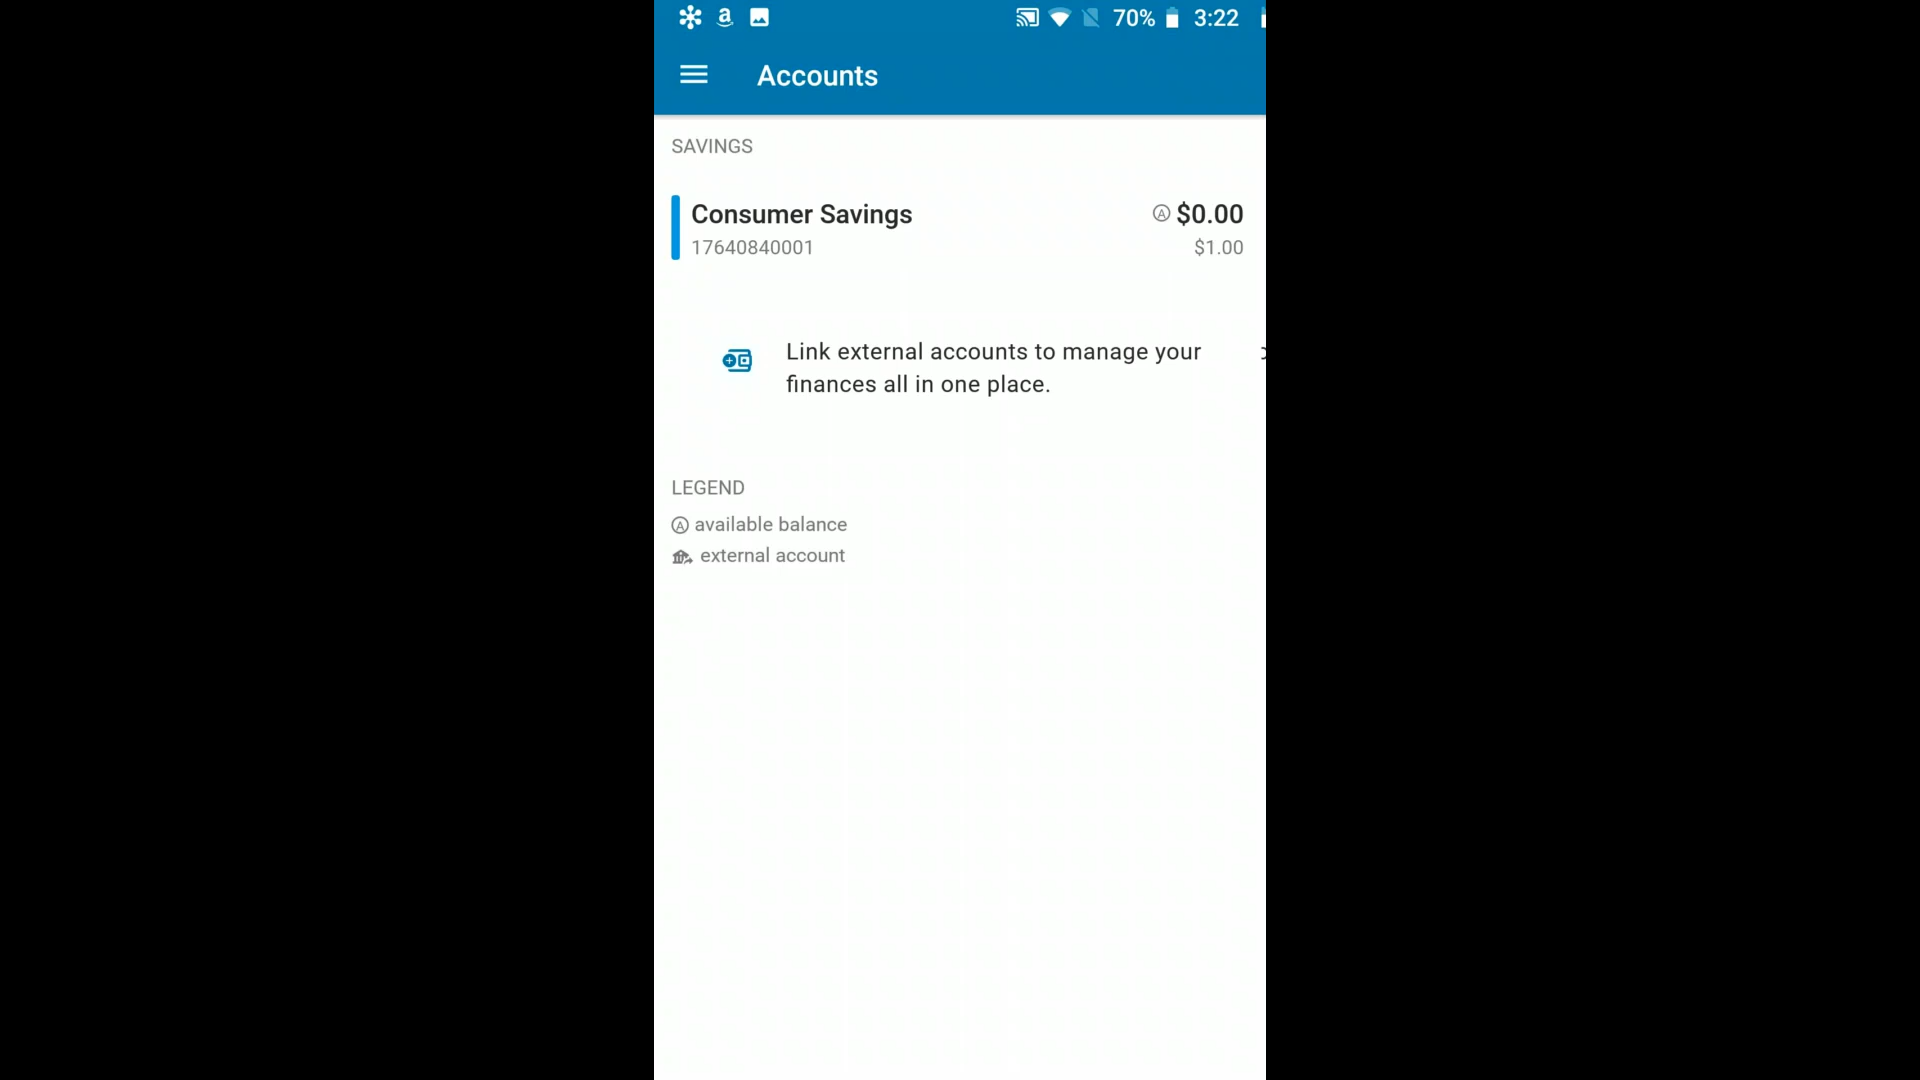 70% 3:22
Accounts
SAVINGS
Consumer Savings
Ⓐ $0.00
17640840001
$1.00
Link external accounts to manage your
finances all in one place.
LEGEND
Ⓐ available balance
external account